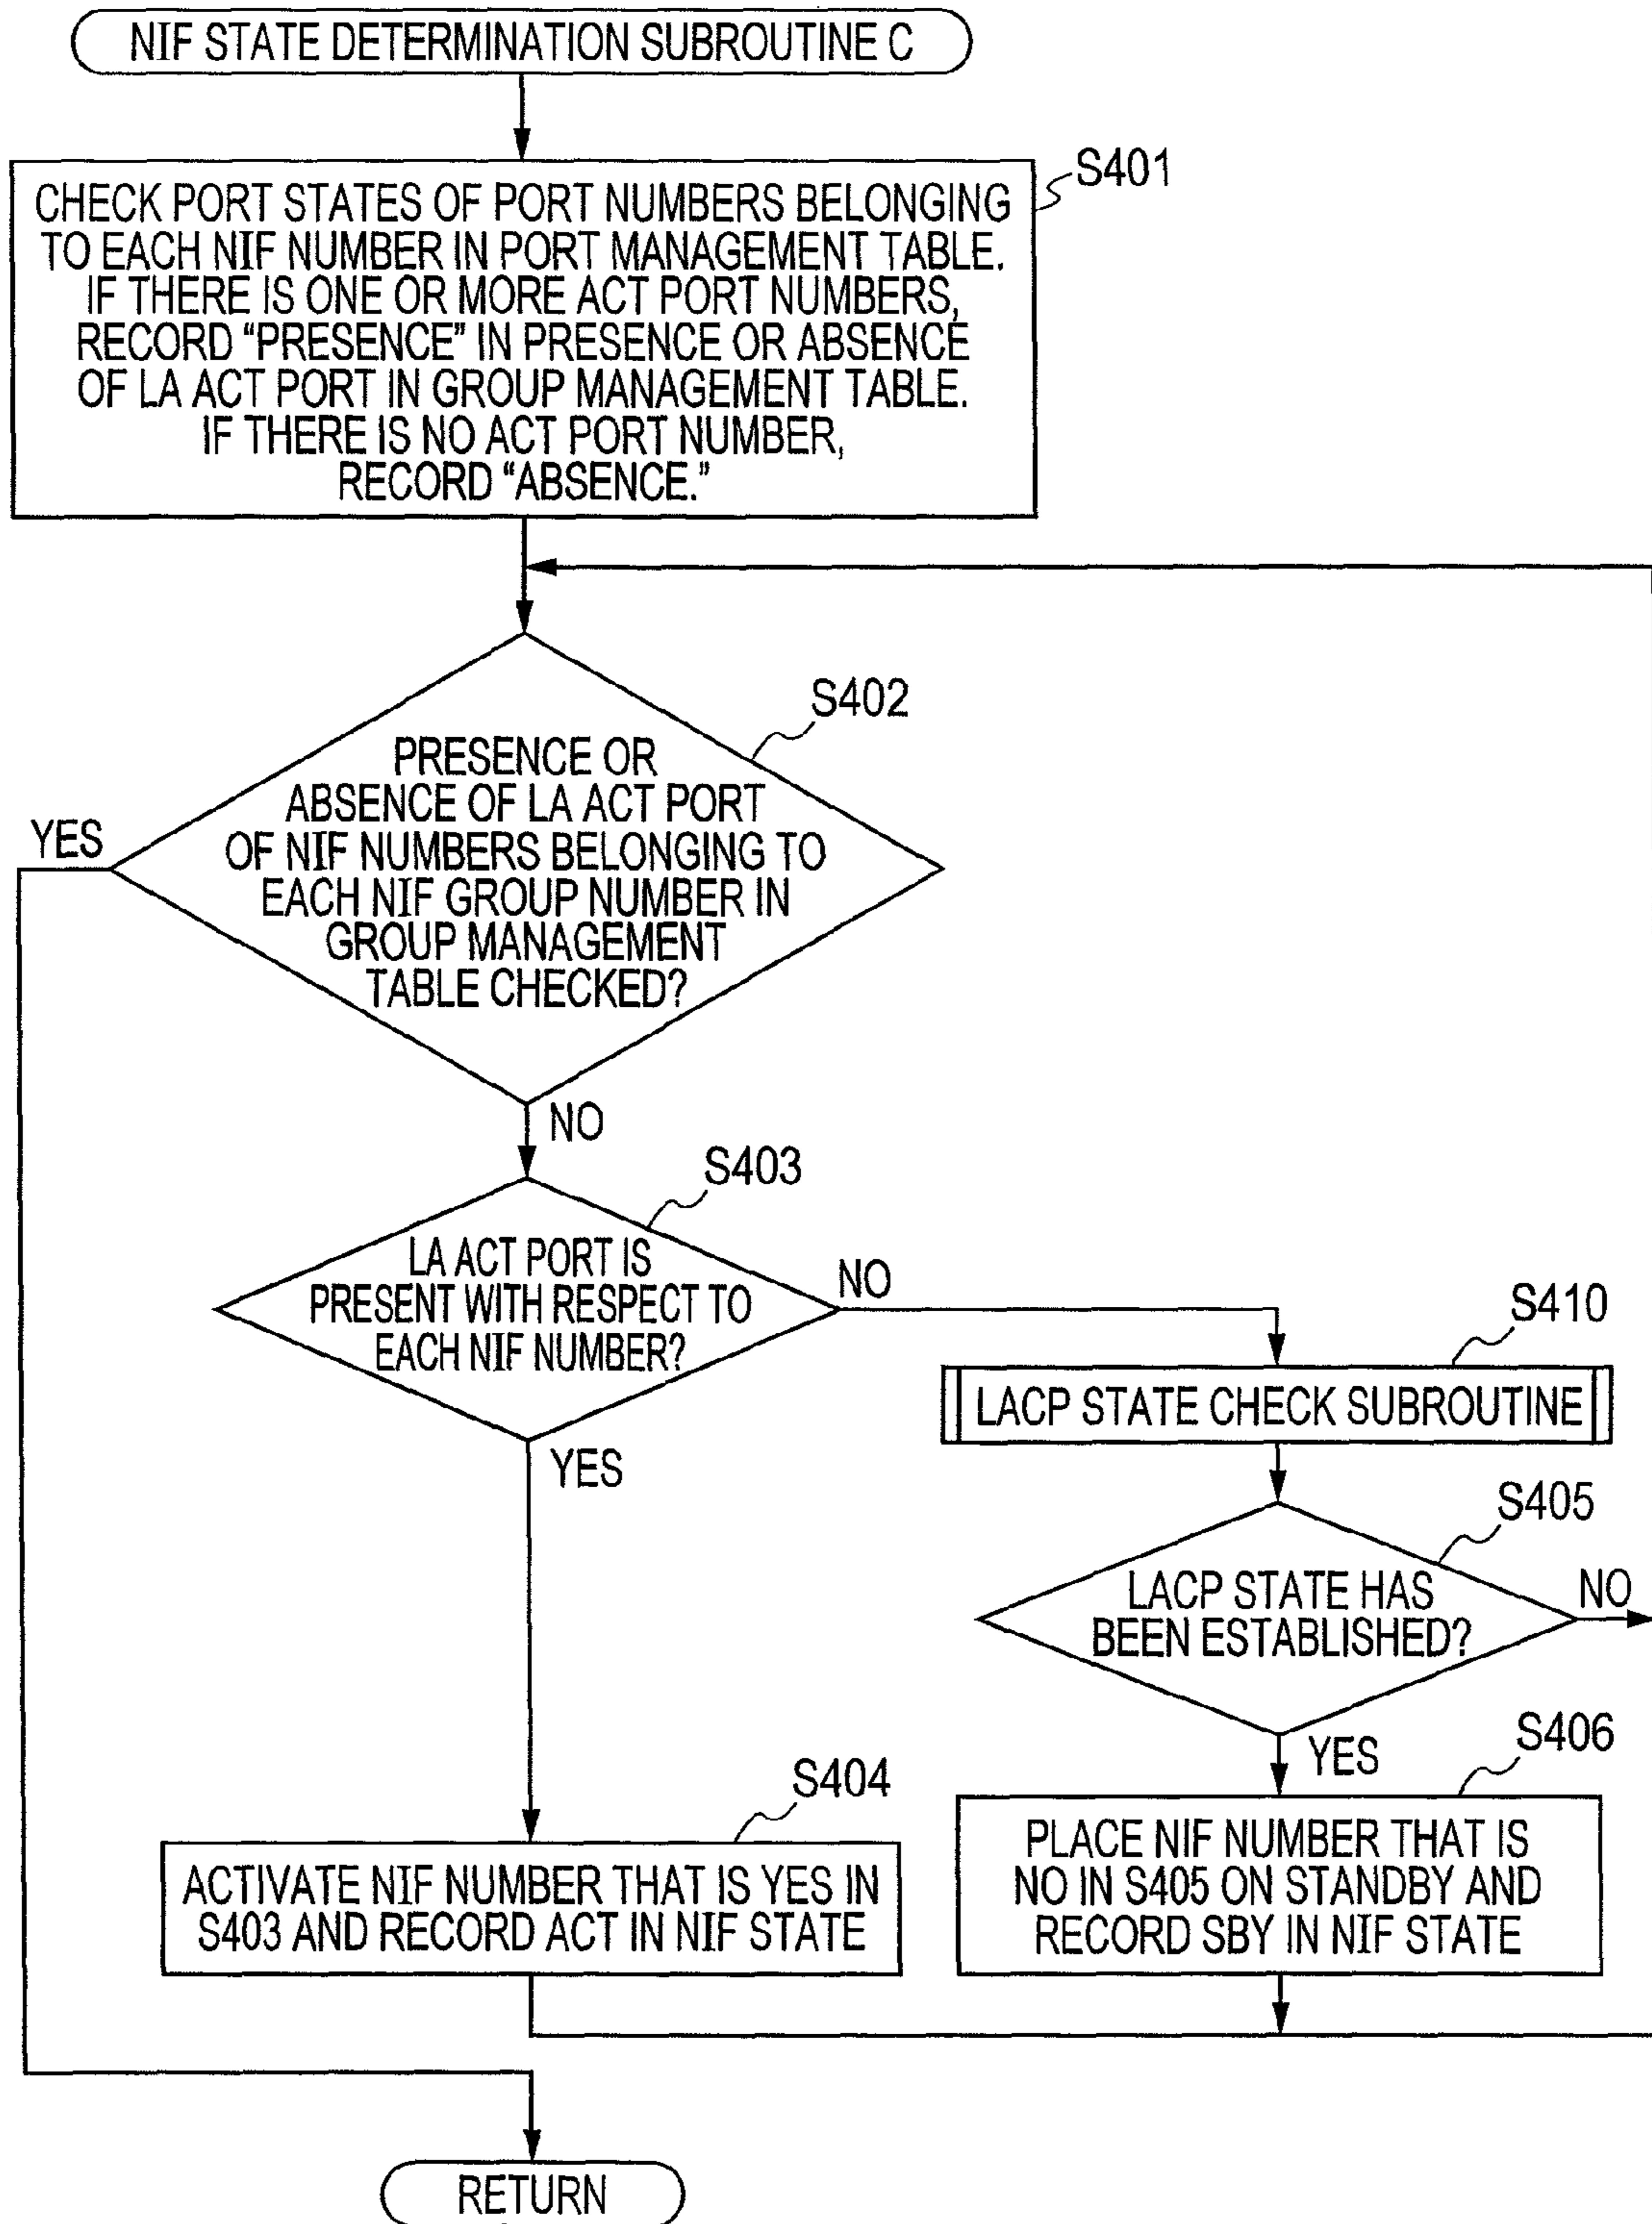 NIF STATE DETERMINATION SUBROUTINE C
S401
CHECK PORT STATES OF PORT NUMBERS BELONGING
TO EACH NIF NUMBER IN PORT MANAGEMENT TABLE.
IF THERE IS ONE OR MORE ACT PORT NUMBERS,
RECORD “PRESENCE” IN PRESENCE OR ABSENCE
OF LA ACT PORT IN GROUP MANAGEMENT TABLE.
IF THERE IS NO ACT PORT NUMBER,
RECORD “ABSENCE.”
S402
PRESENCE OR
ABSENCE OF LA ACT PORT
OF NIF NUMBERS BELONGING TO
EACH NIF GROUP NUMBER IN
GROUP MANAGEMENT
TABLE CHECKED?
YES
NO
S403
LA ACT PORT IS
PRESENT WITH RESPECT TO
EACH NIF NUMBER?
NO
YES
S410
LACP STATE CHECK SUBROUTINE
S405
LACP STATE HAS
BEEN ESTABLISHED?
NO
YES
S404
ACTIVATE NIF NUMBER THAT IS YES IN
S403 AND RECORD ACT IN NIF STATE
S406
PLACE NIF NUMBER THAT IS
NO IN S405 ON STANDBY AND
RECORD SBY IN NIF STATE
RETURN